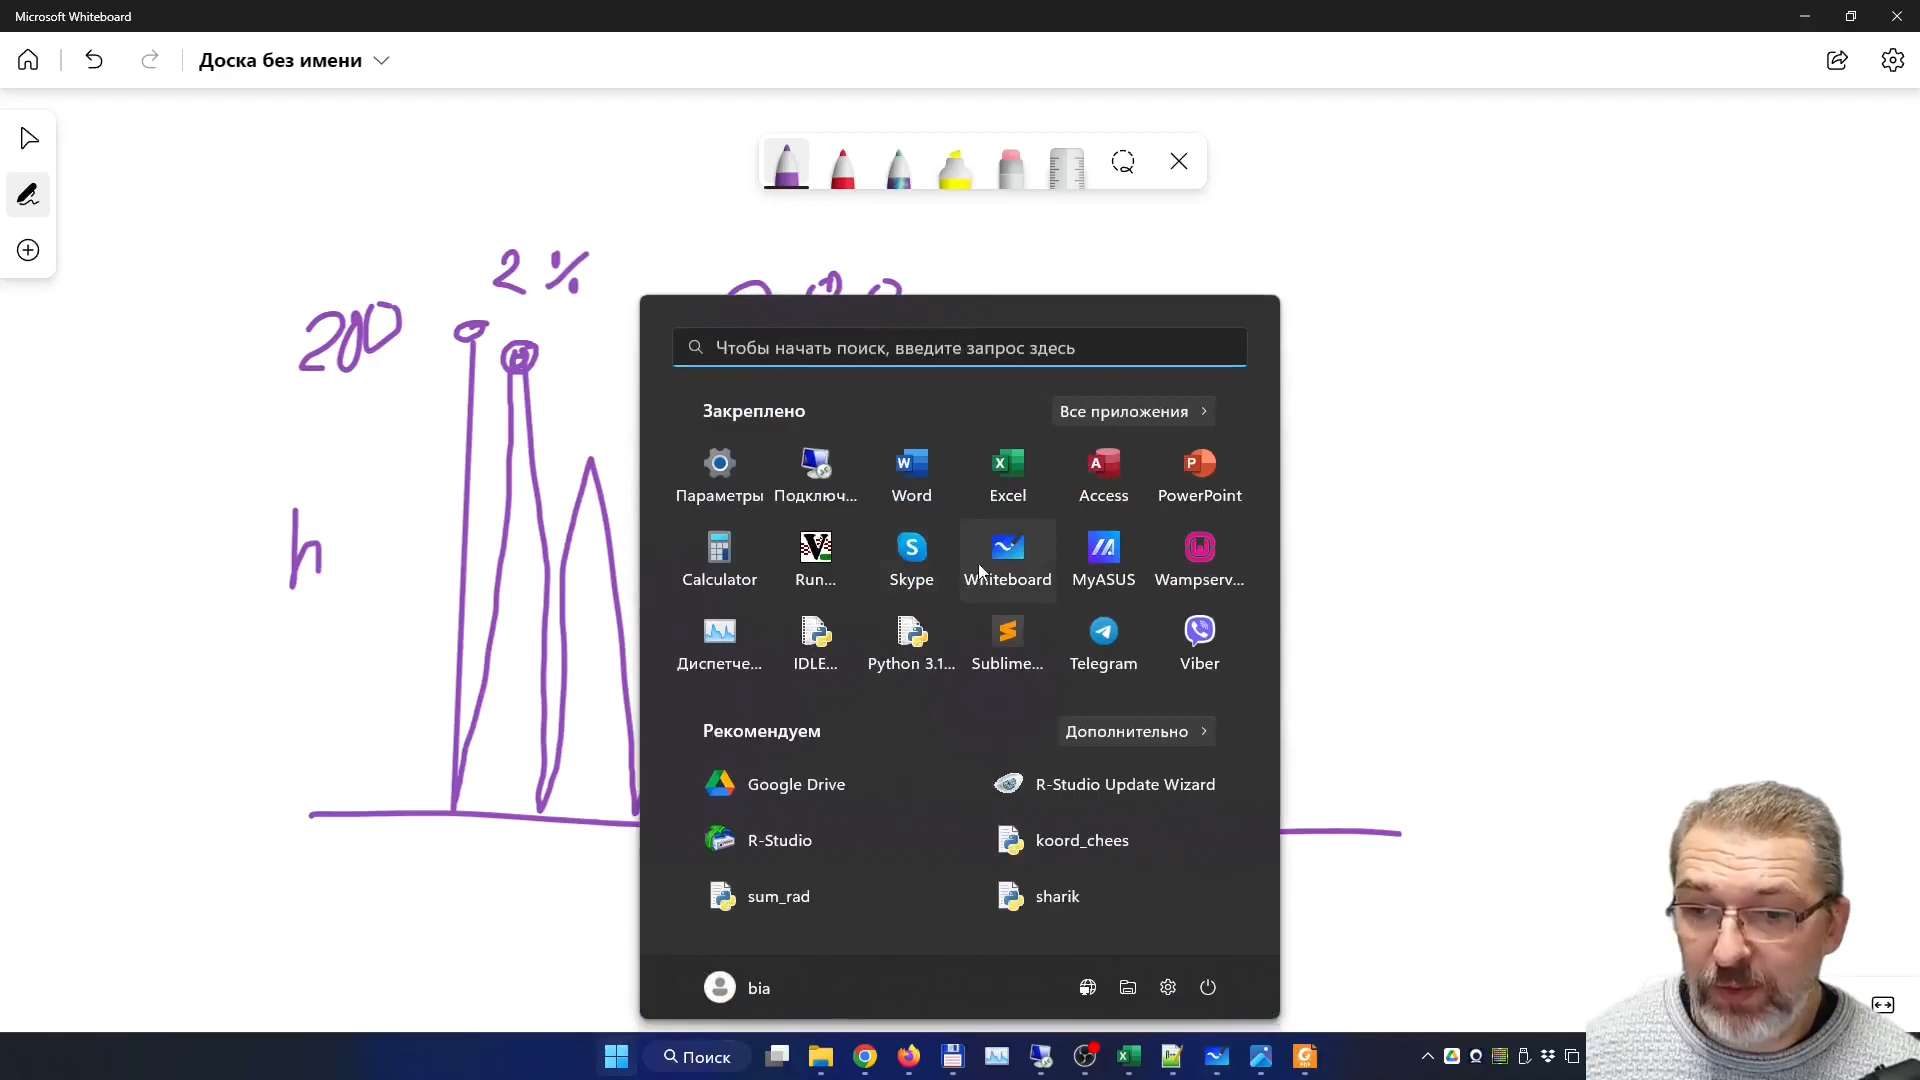 Microsoft Whiteboard
Доска без имени
2 %
200
h
Чтобы начать поиск, введите запрос здесь
Закреплено
Все приложения
Параметры
Подключ...
Word
Excel
Access
PowerPoint
Calculator
Run...
Skype
Whiteboard
MyASUS
Wampserv...
Диспетче...
IDLE...
Python 3.1...
Sublime...
Telegram
Viber
Рекомендуем
Дополнительно
Google Drive
R-Studio Update Wizard
R-Studio
koord_chees
sum_rad
sharik
bia
Поиск